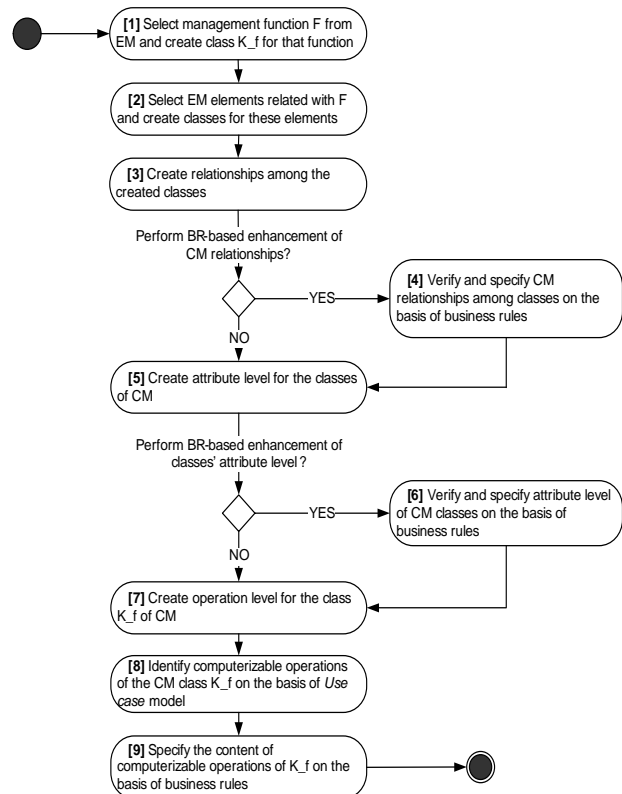 [1] Select management function F from
EM and create class K_f for that function
[2] Select EM elements related with F
and create classes for these elements
[3] Create relationships among the
created classes
Perform BR-based enhancement of
CM relationships?
YES
[4] Verify and specify CM
relationships among classes on the
basis of business rules
NO
[5] Create attribute level for the classes
of CM
Perform BR-based enhancement of
classes' attribute level ?
YES
[6] Verify and specify attribute level
of CM classes on the basis of
business rules
NO
[7] Create operation level for the class
K_f of CM
[8] Identify computerizable operations
of the CM class K_f on the basis of Use
case model
[9] Specify the content of
computerizable operations of K_f on the
basis of business rules